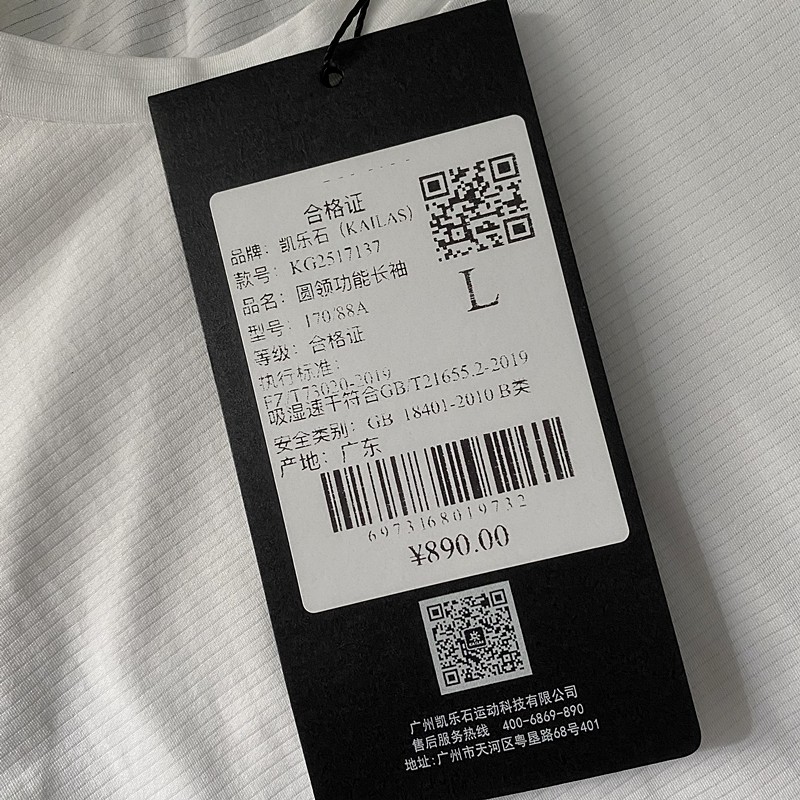 合格证
品牌：凯乐石（KAILAS）
款号：KG2517137
品名：圆领功能长袖
型号：170/88A
等级：合格证
执行标准：
FZ/T73020-2019
吸湿速干符合GB/T21655.2-2019
安全类别：GB 18401-2010 B类
产地：广东
L
6973168019732
¥890.00
广州凯乐石运动科技有限公司
售后服务热线 400-6869-890
地址:广州市天河区粤垦路68号401